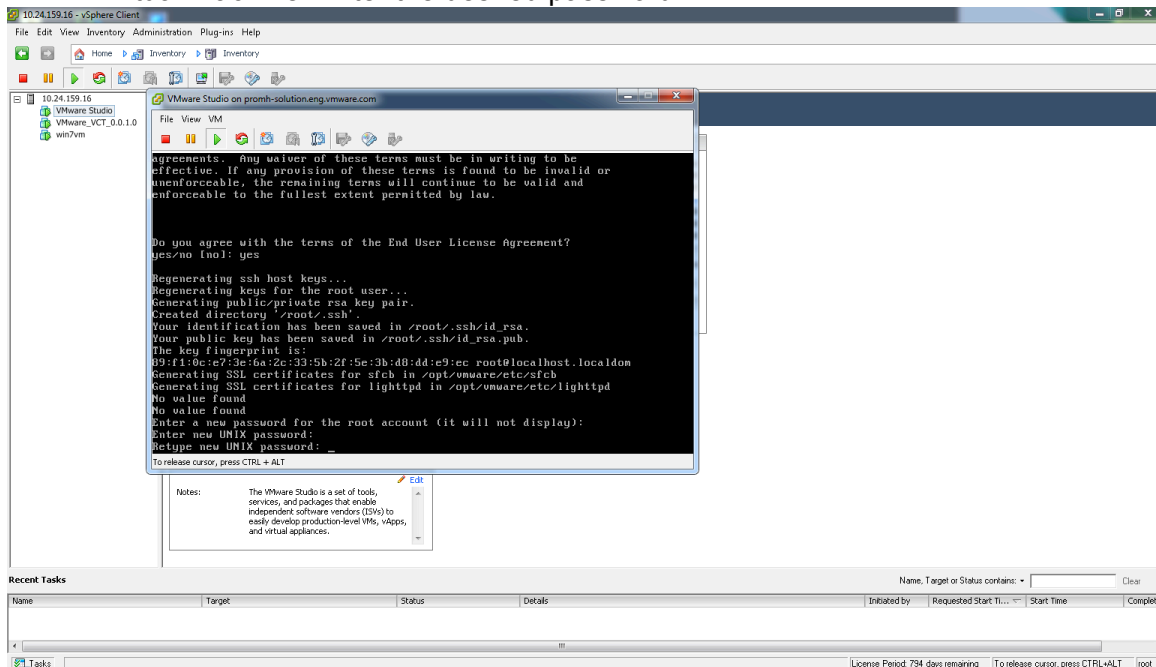 10.24.159.16 - vSphere Client
File Edit View Inventory Administration Plug-ins Help
Home Inventory Inventory
10.24.159.16
VMware Studio
VMware_VCT_0.0.1.0
win7vm
VMware Studio on promh-solution.eng.vmware.com
File View VM
agreements. Any waiver of these terms must be in writing to be
effective. If any provision of these terms is found to be invalid or
unenforceable, the remaining terms will continue to be valid and
enforceable to the fullest extent permitted by law.
Do you agree with the terms of the End User License Agreement?
yes/no [no]: yes
Regenerating ssh host keys...
Regenerating keys for the root user...
Generating public/private rsa key pair.
Created directory '/root/.ssh'.
Your identification has been saved in /root/.ssh/id_rsa.
Your public key has been saved in /root/.ssh/id_rsa.pub.
The key fingerprint is:
89:f1:0c:e7:3e:6a:2c:33:5b:2f:5e:3b:d8:dd:e9:ec root@localhost.localdom
Generating SSL certificates for sfcb in /opt/vmware/etc/sfcb
Generating SSL certificates for lighttpd in /opt/vmware/etc/lighttpd
No value found
No value found
Enter a new password for the root account (it will not display):
Enter new UNIX password:
Retype new UNIX password: _
To release cursor, press CTRL + ALT
Edit
Notes: The VMware Studio is a set of tools,
services, and packages that enable
independent software vendors (ISVs) to
easily develop production-level VMs, vApps,
and virtual appliances.
Recent Tasks Name, Target or Status contains: Clear
Name Target Status Details Initiated by Requested Start Ti... Start Time Complet
Tasks License Period: 794 days remaining To release cursor, press CTRL+ALT root